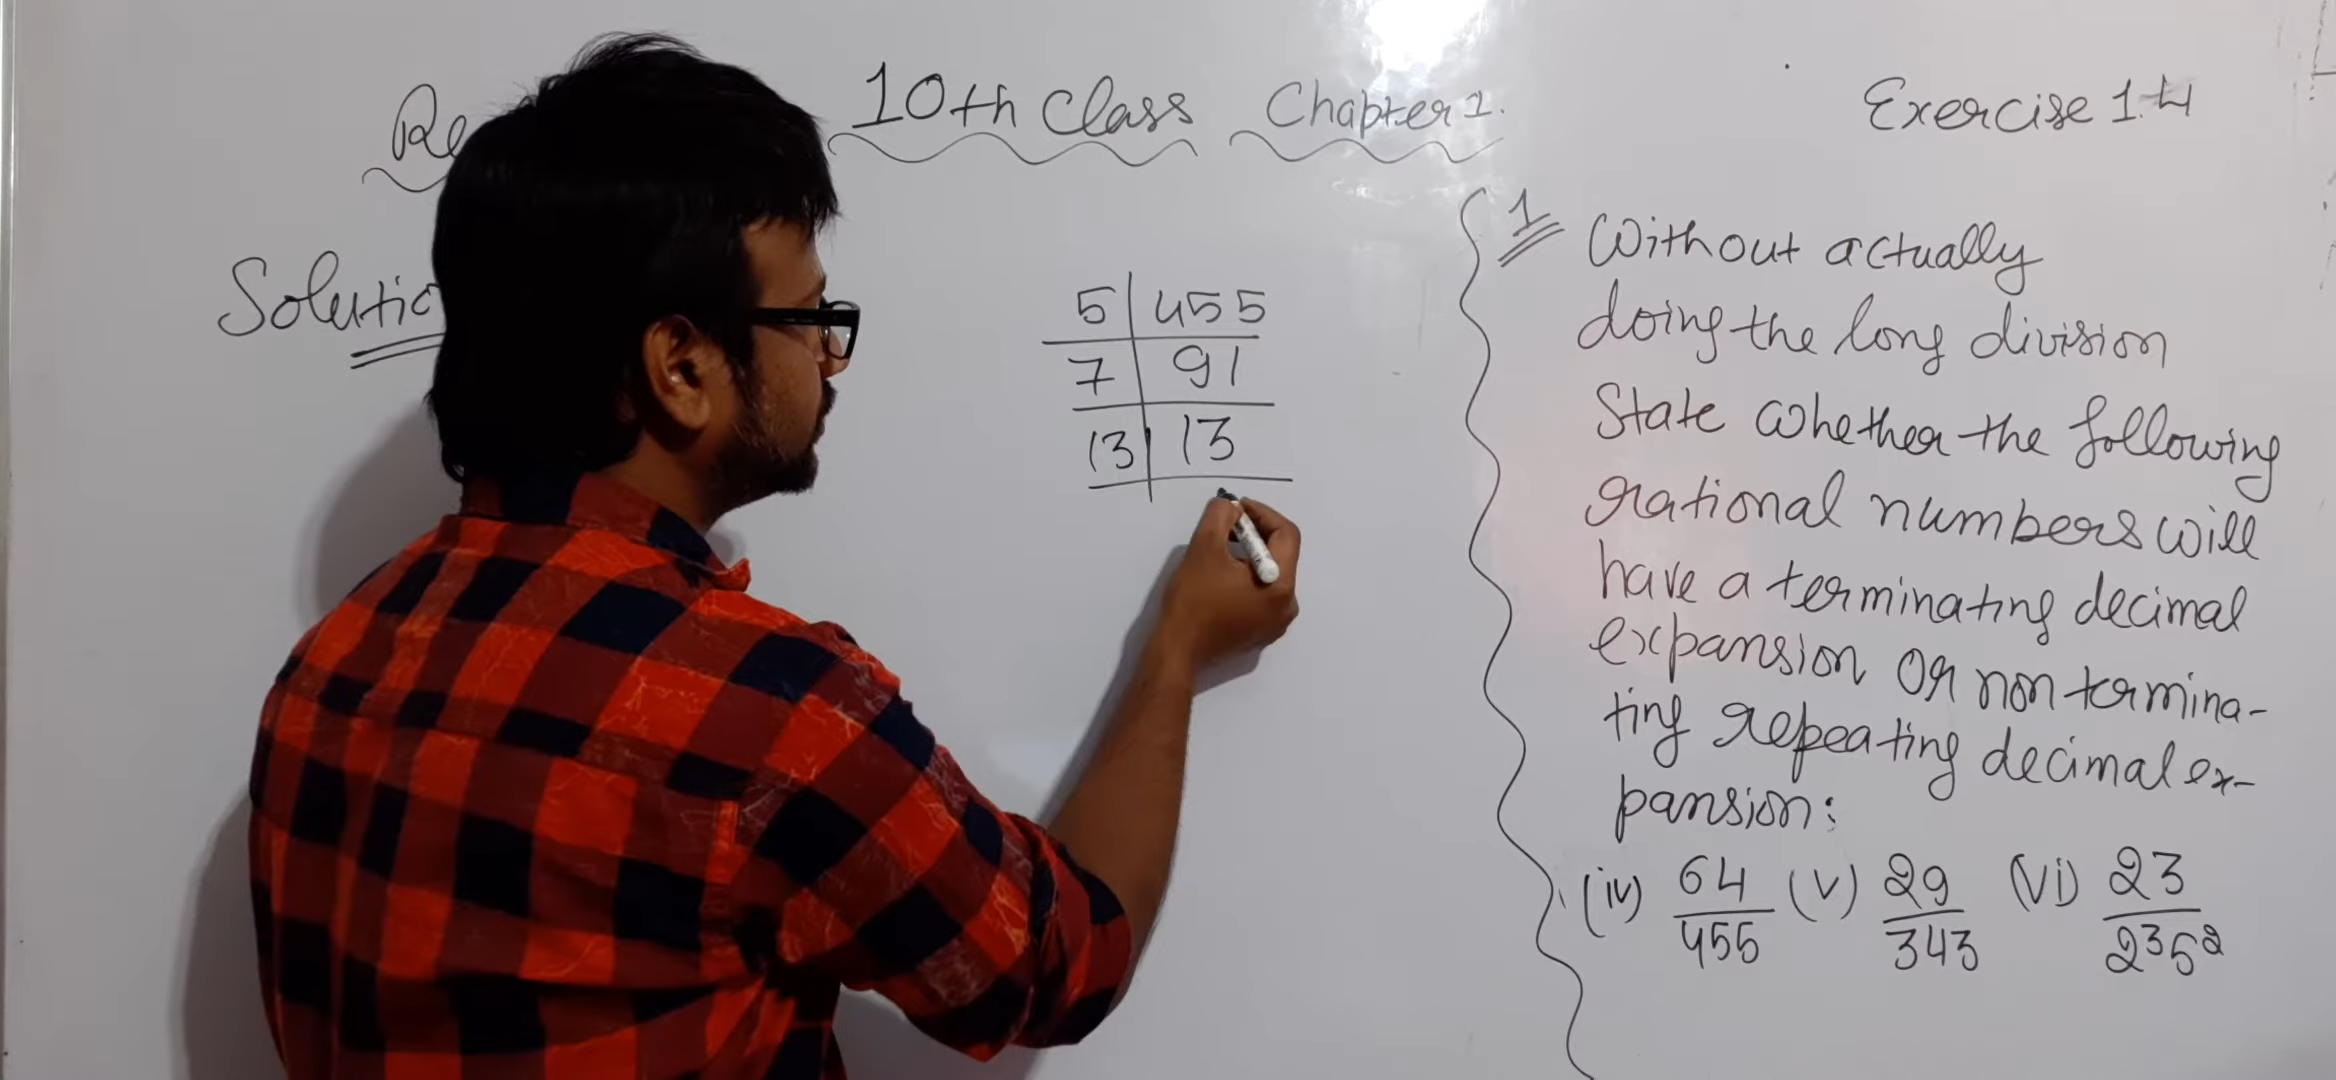 10th Class Chapter 1.
Exercise 1.4
Solutio
5 | 455
7 | 91
13 | 13
1 Without actually
doing the long division
State whether the following
rational numbers will
have a terminating decimal
expansion or non termina-
ting repeating decimal ex-
pansion:
(iv) 64/455 (v) 29/343 (vi) 23/2³5²